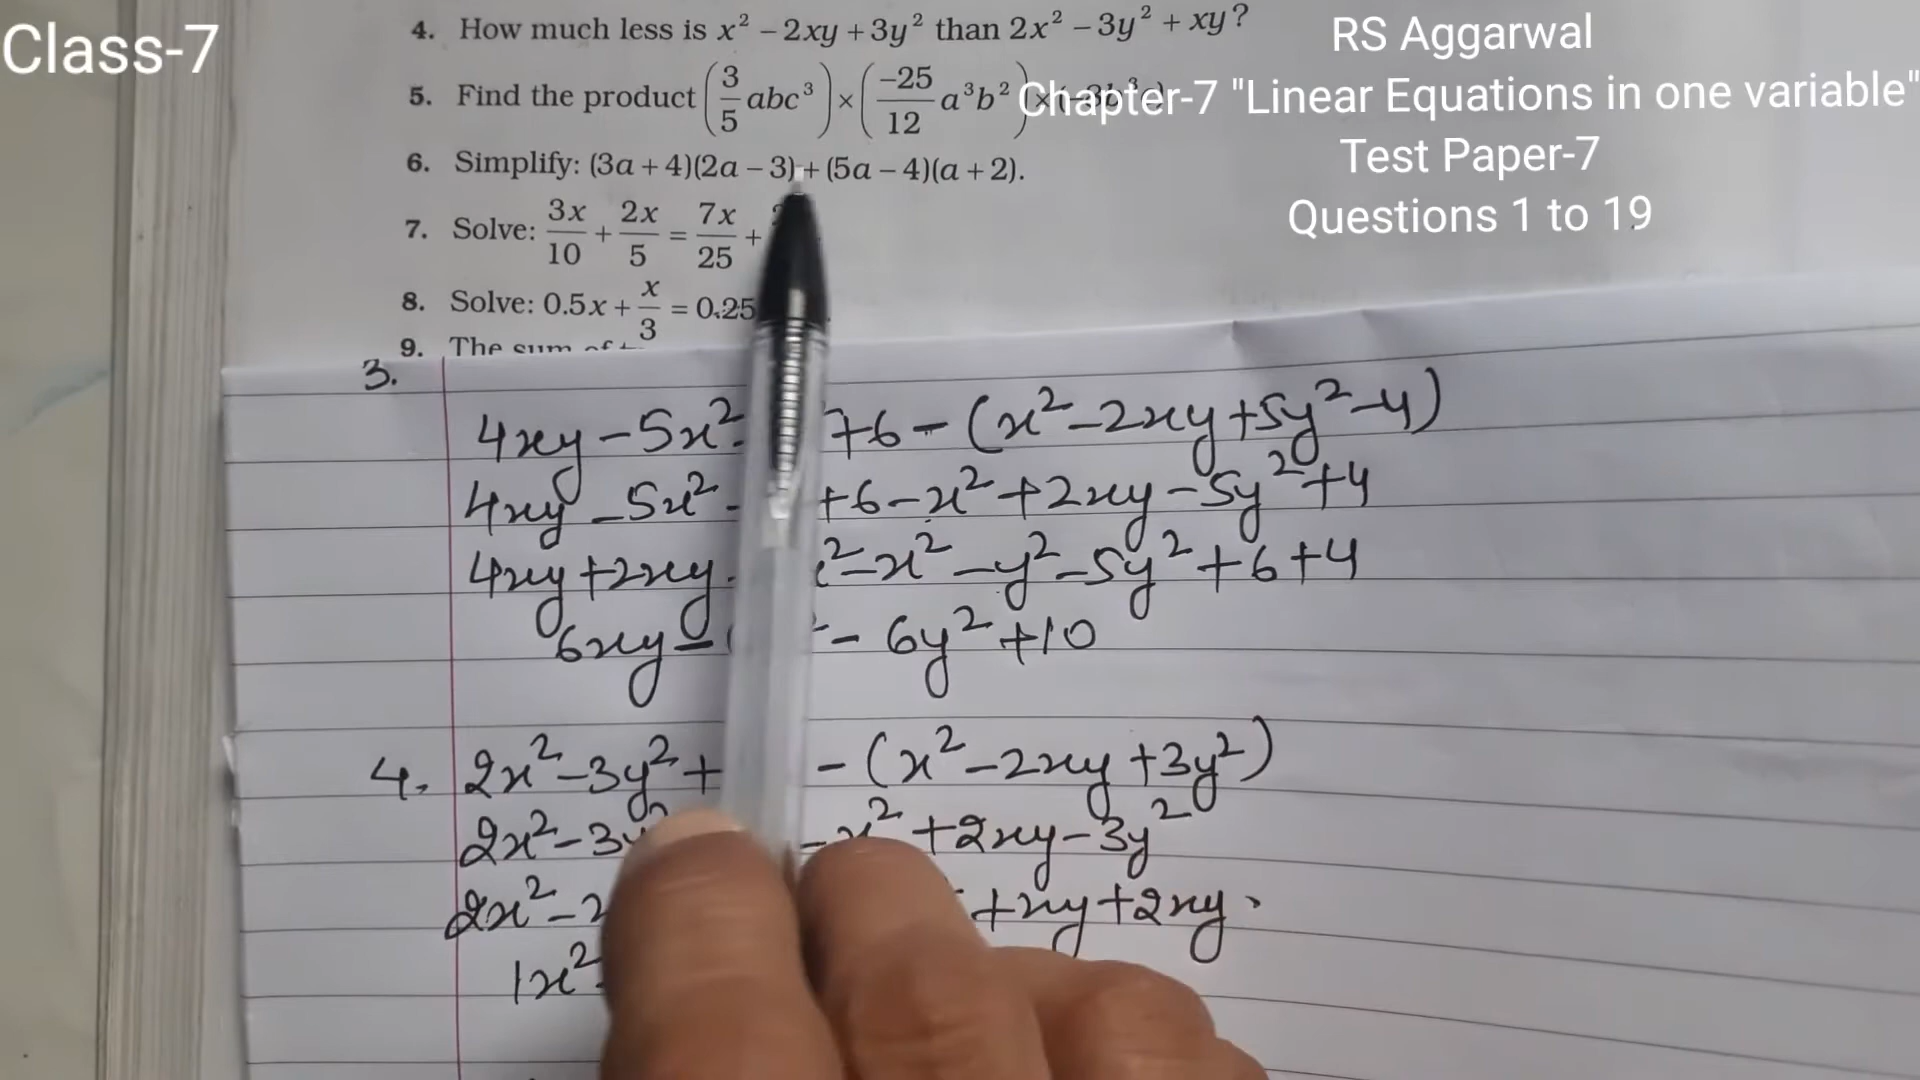 Class-7
4. How much less is x² − 2xy + 3y² than 2x² − 3y² + xy?
RS Aggarwal
5. Find the product (3/5 abc³) × (−25/12 a³b²) ×
Chapter-7 "Linear Equations in one variable"
Test Paper-7
Questions 1 to 19
6. Simplify: (3a + 4)(2a − 3) + (5a − 4)(a + 2).
7. Solve: 3x/10 + 2x/5 = 7x/25 +
8. Solve: 0.5x + x/3 = 0.25
9. The sum of
3.
4xy − 5x² +6 − (x² − 2xy + 5y² − 4)
4xy − 5x² − +6 − x² + 2xy − 5y² + 4
4xy + 2xy − x² − x² − y² − 5y² + 6 + 4
6xy − − 6y² + 10
4. 2x² − 3y² + − (x² − 2xy + 3y²)
2x² − 3y² − x² + 2xy − 3y²
2x² − + xy + 2xy
1x²